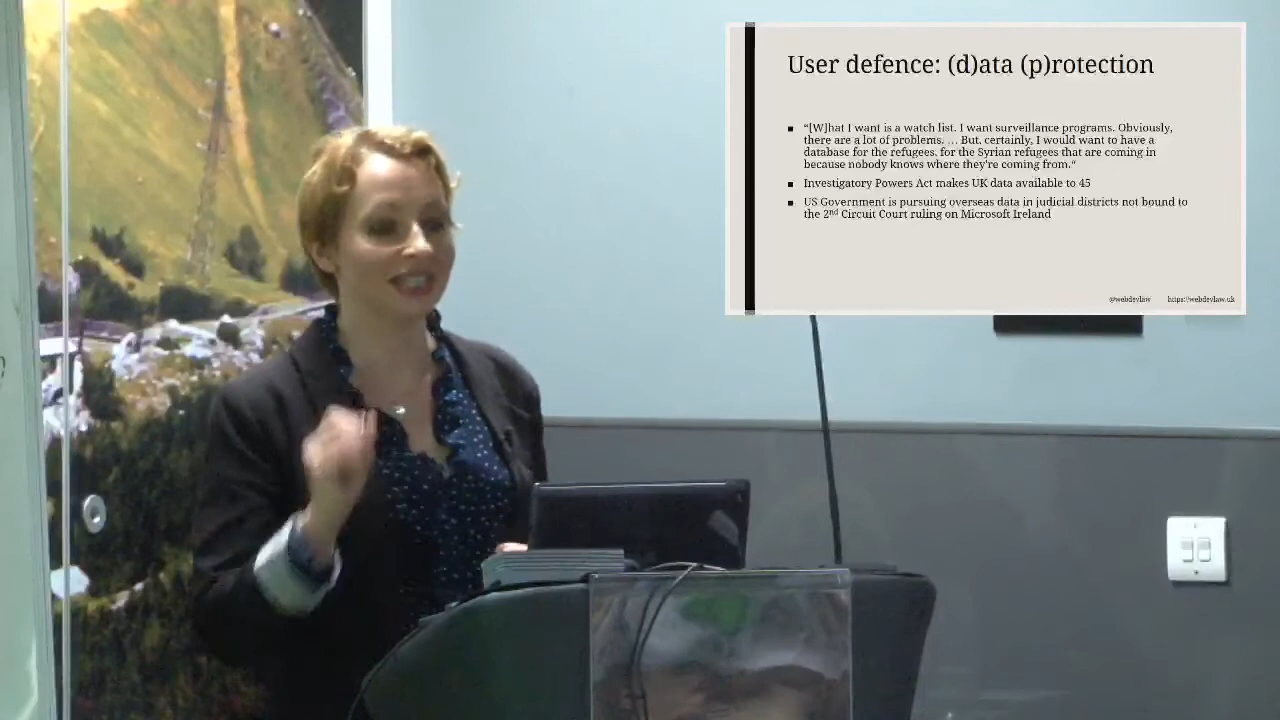 User defence: (d)ata (p)rotection
▪ “[W]hat I want is a watch list. I want surveillance programs. Obviously,
there are a lot of problems. … But, certainly, I would want to have a
database for the refugees, for the Syrian refugees that are coming in
because nobody knows where they’re coming from.“
▪ Investigatory Powers Act makes UK data available to 45
▪ US Government is pursuing overseas data in judicial districts not bound to
the 2nd Circuit Court ruling on Microsoft Ireland
@webdevlaw https://webdevlaw.uk